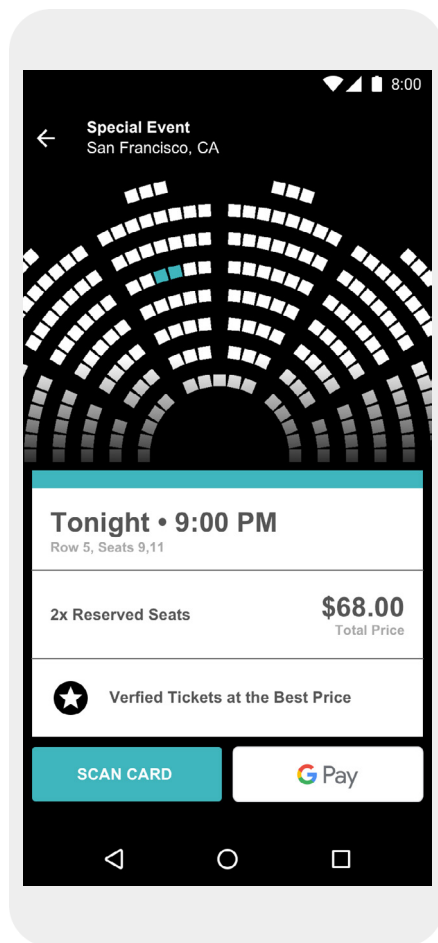 8:00
Special Event
San Francisco, CA
Tonight • 9:00 PM
Row 5, Seats 9,11
2x Reserved Seats
$68.00
Total Price
Verfied Tickets at the Best Price
SCAN CARD
G Pay